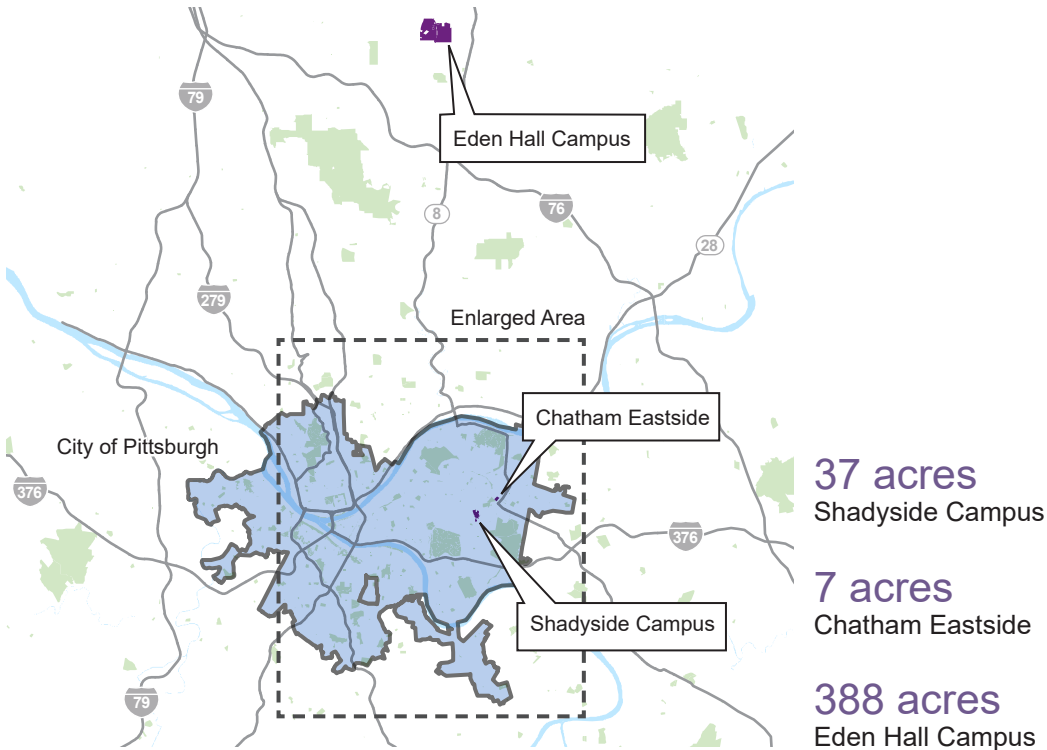 79
Eden Hall Campus
8
76
28
279
Enlarged Area
Chatham Eastside
City of Pittsburgh
376
376
37 acres
Shadyside Campus
7 acres
Chatham Eastside
Shadyside Campus
79
388 acres
Eden Hall Campus